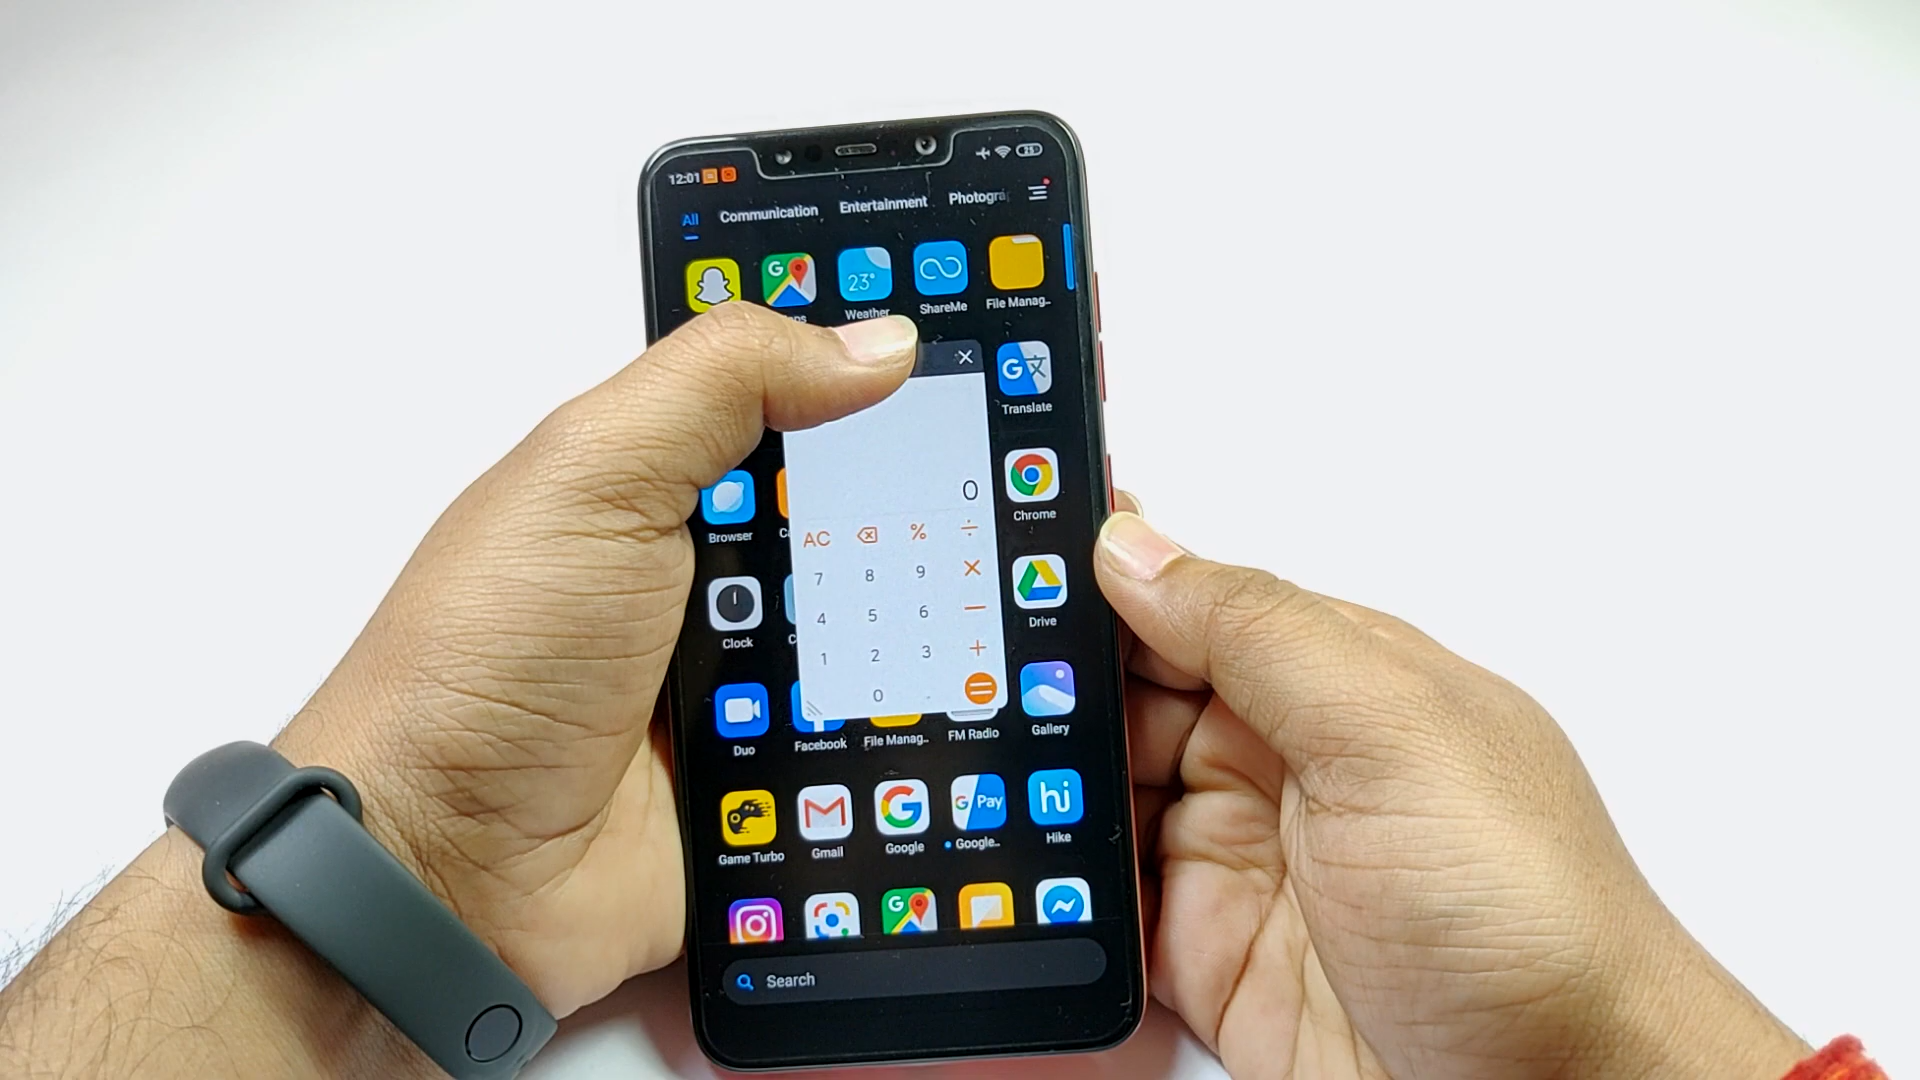 12:01
25
All Communication Entertainment Photogra
G
23°
Weather ShareMe File Manag..
G
Translate
0
Chrome
Browser
AC % ÷
7 8 9 ×
4 5 6 −
1 2 3 +
0 . =
Clock
Drive
Duo Facebook File Manag.. FM Radio Gallery
G Pay
hi
Game Turbo Gmail Google Google.. Hike
G
Search